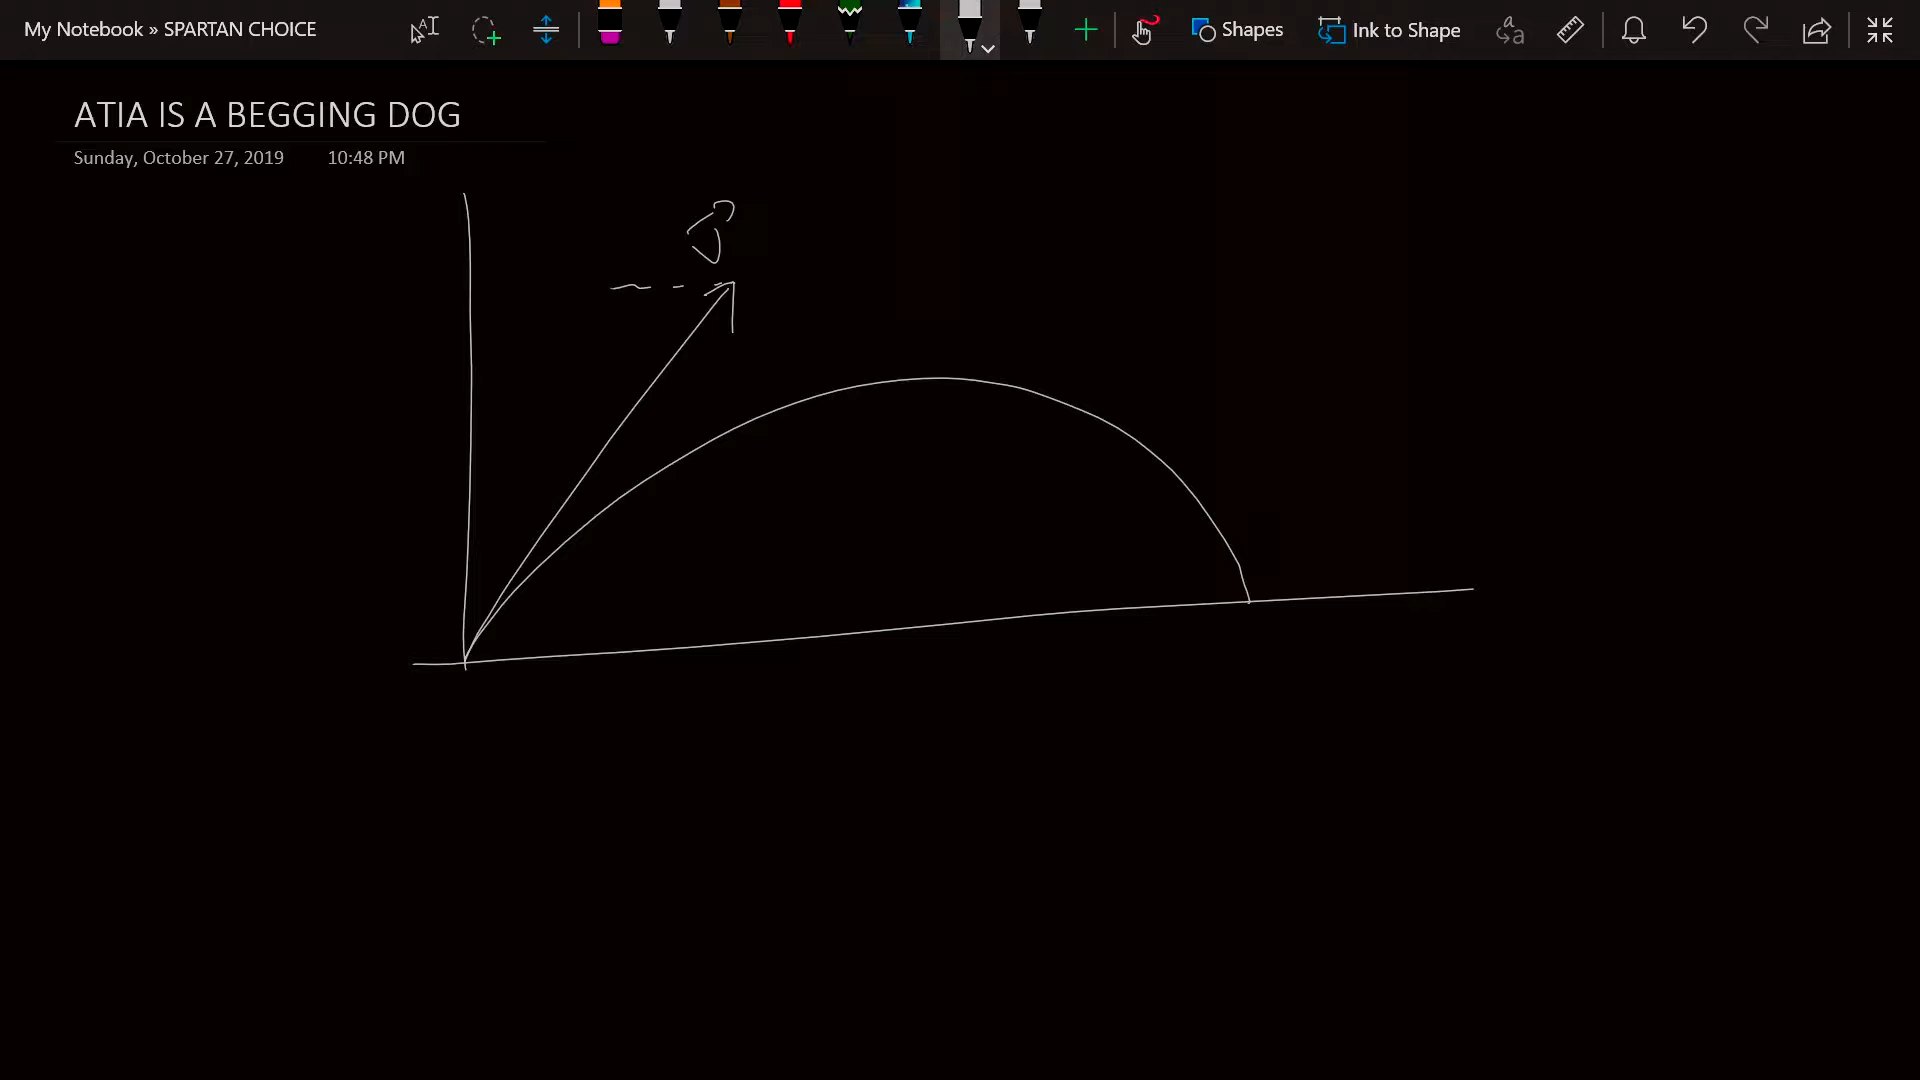 My Notebook » SPARTAN CHOICE
Shapes
Ink to Shape
ATIA IS A BEGGING DOG
Sunday, October 27, 2019 10:48 PM